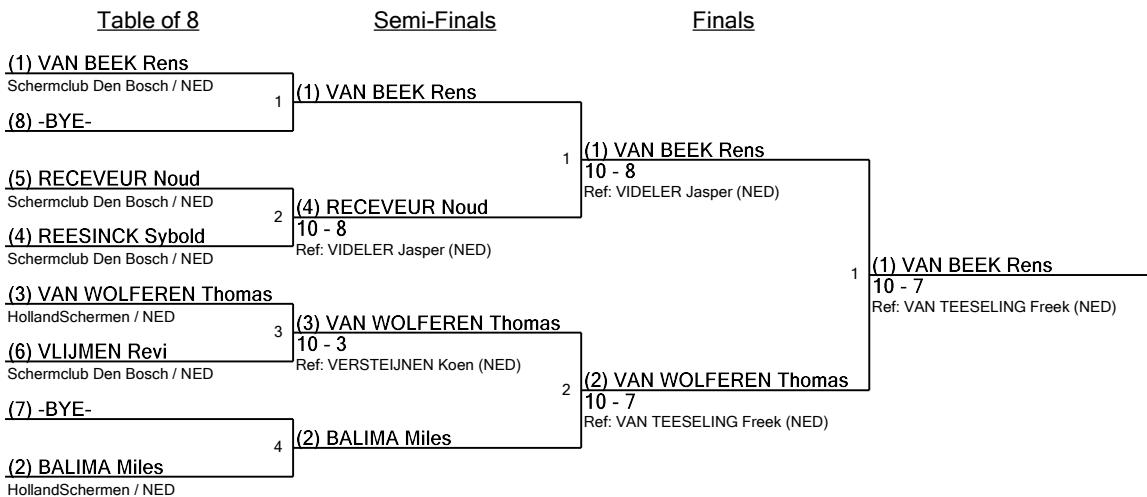 Table of 8
Semi-Finals
Finals
(1) VAN BEEK Rens
Schermclub Den Bosch / NED
1
(8) -BYE-
(5) RECEVEUR Noud
Schermclub Den Bosch / NED
2
(4) REESINCK Sybold
Schermclub Den Bosch / NED
(3) VAN WOLFEREN Thomas
HollandSchermen / NED
3
(6) VLIJMEN Revi
Schermclub Den Bosch / NED
(7) -BYE-
4
(2) BALIMA Miles
HollandSchermen / NED
(1) VAN BEEK Rens
1
(4) RECEVEUR Noud
10 - 8
Ref: VIDELER Jasper (NED)
(3) VAN WOLFEREN Thomas
10 - 3
Ref: VERSTEIJNEN Koen (NED)
2
(2) BALIMA Miles
(1) VAN BEEK Rens
10 - 8
Ref: VIDELER Jasper (NED)
1
(2) VAN WOLFEREN Thomas
10 - 7
Ref: VAN TEESELING Freek (NED)
(1) VAN BEEK Rens
10 - 7
Ref: VAN TEESELING Freek (NED)